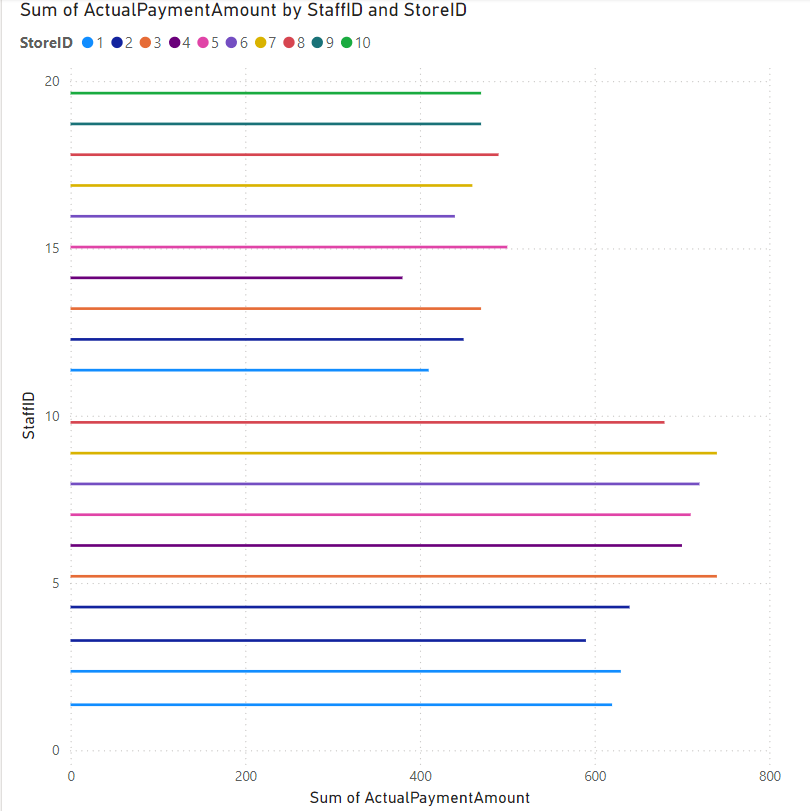 Sum of ActualPaymentAmount by StaffID and StoreID
StoreID 1 2 3 4 5 6 7 8 9 10
20
15
10
5
0
StaffID
0 200 400 600 800
Sum of ActualPaymentAmount